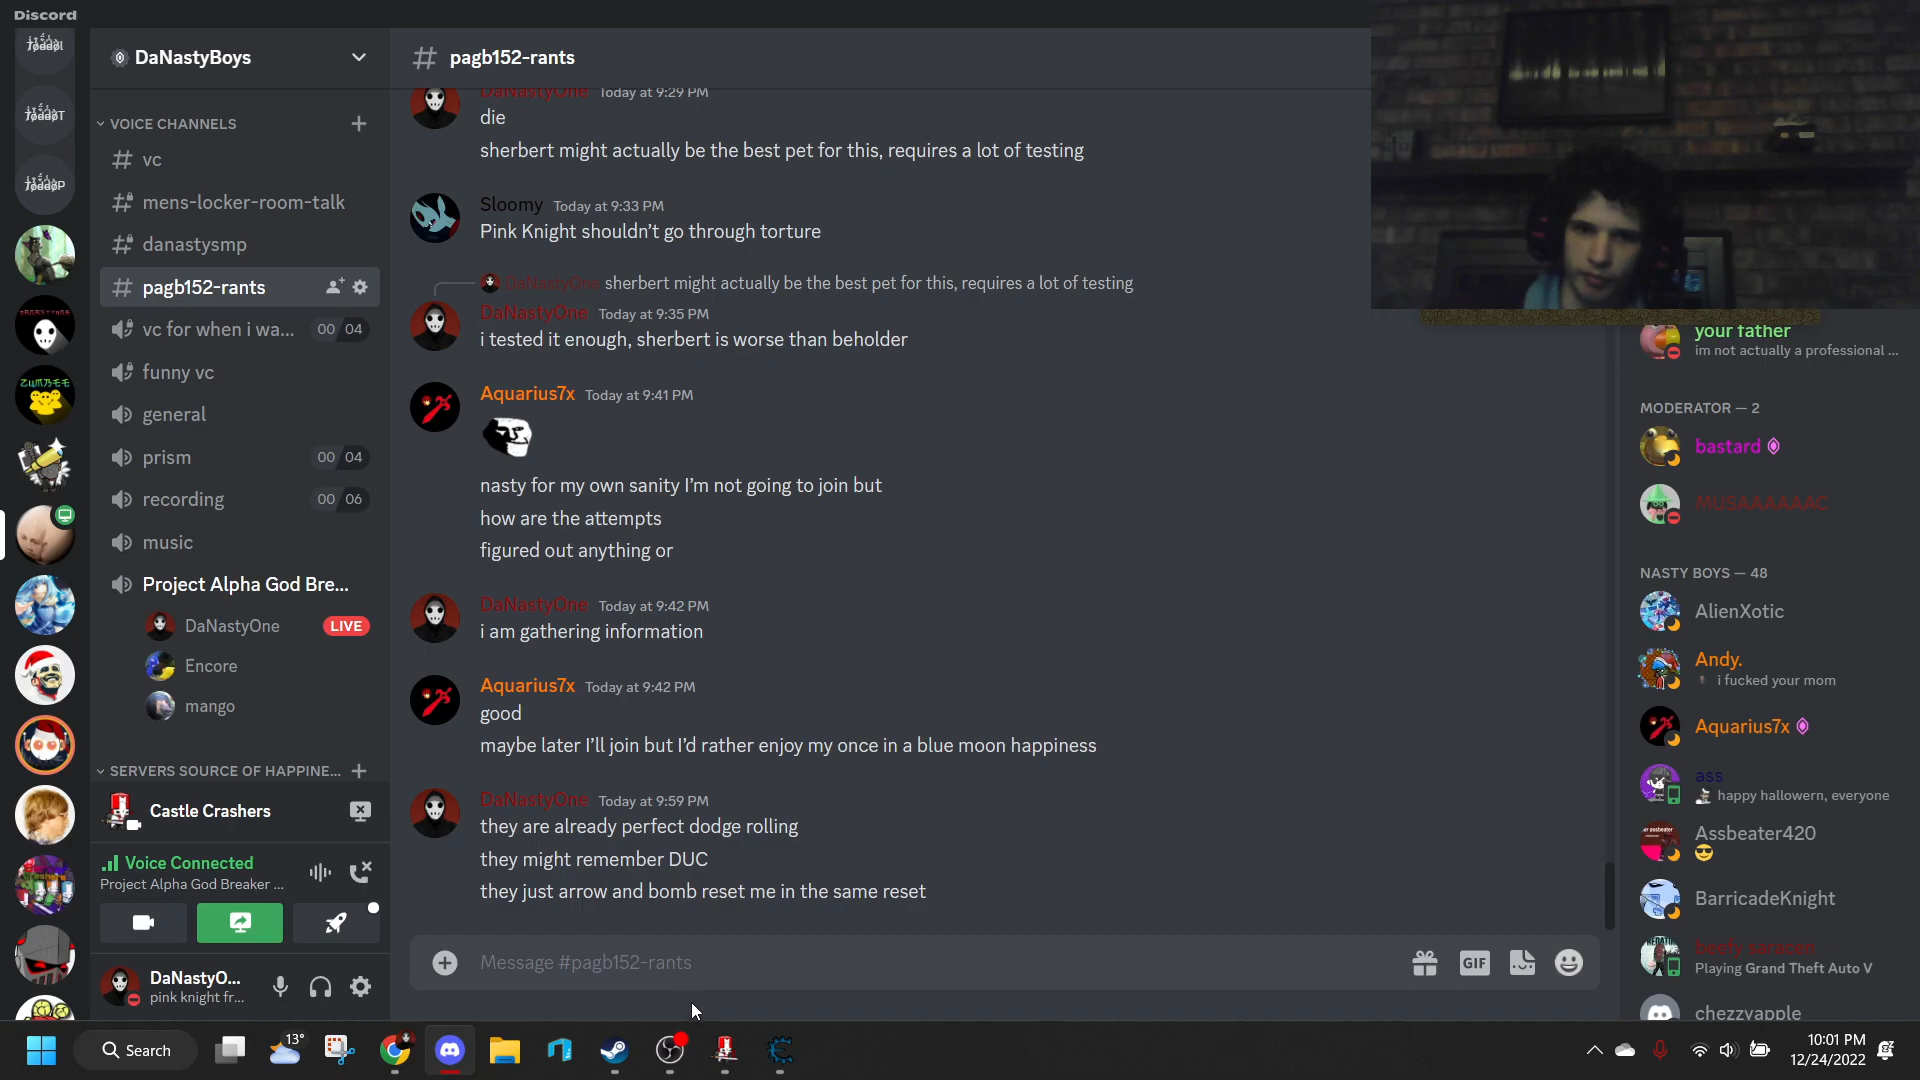 Discord
DaNastyBoys
VOICE CHANNELS
vc
mens-locker-room-talk
danastysmp
pagb152-rants
vc for when i wa...
00 04
funny vc
general
prism
00 04
recording
00 06
music
Project Alpha God Bre...
DaNastyOne
LIVE
Encore
mango
SERVERS SOURCE OF HAPPINE...
Castle Crashers
Voice Connected
Project Alpha God Breaker ...
DaNastyO...
pink knight fr...
pagb152-rants
DaNastyOne Today at 9:29 PM
die
sherbert might actually be the best pet for this, requires a lot of testing
Sloomy Today at 9:33 PM
Pink Knight shouldn't go through torture
DaNastyOne sherbert might actually be the best pet for this, requires a lot of testing
DaNastyOne Today at 9:35 PM
i tested it enough, sherbert is worse than beholder
Aquarius7x Today at 9:41 PM
nasty for my own sanity I'm not going to join but
how are the attempts
figured out anything or
DaNastyOne Today at 9:42 PM
i am gathering information
Aquarius7x Today at 9:42 PM
good
maybe later I'll join but I'd rather enjoy my once in a blue moon happiness
DaNastyOne Today at 9:59 PM
they are already perfect dodge rolling
they might remember DUC
they just arrow and bomb reset me in the same reset
Message #pagb152-rants
GIF
your father
im not actually a professional ...
MODERATOR — 2
bastard
MUSAAAAAAC
NASTY BOYS — 48
AlienXotic
Andy.
i fucked your mom
Aquarius7x
ass
happy hallowern, everyone
Assbeater420
BarricadeKnight
Playing Grand Theft Auto V
chezzyapple
Search
13°
10:01 PM
12/24/2022